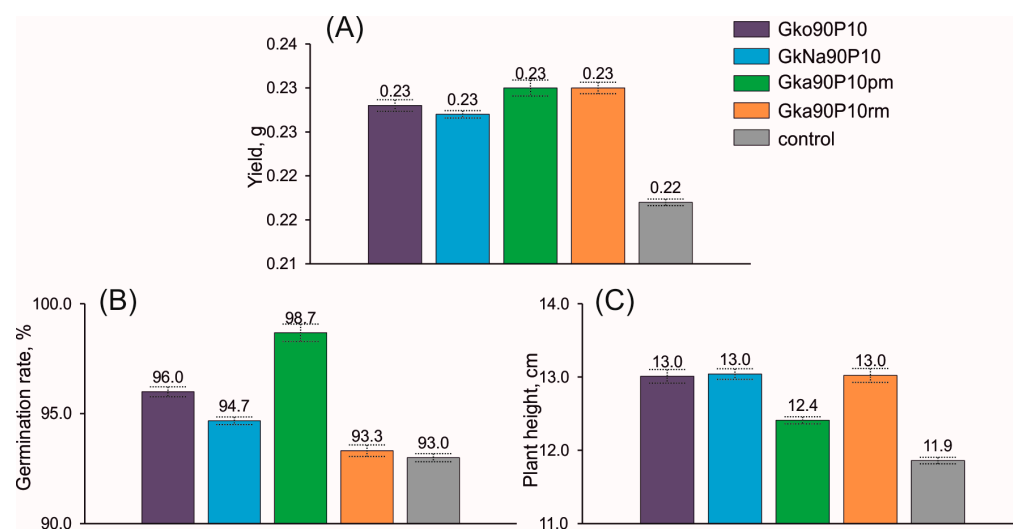 (A)
Yield, g
0.24
0.23
0.23
0.22
0.22
0.21
0.23
0.23
0.23
0.23
0.22
Gko90P10
GkNa90P10
Gka90P10pm
Gka90P10rm
control
(B)
Germination rate, %
100.0
95.0
90.0
96.0
94.7
98.7
93.3
93.0
(C)
Plant height, cm
14.0
13.0
12.0
11.0
13.0
13.0
12.4
13.0
11.9